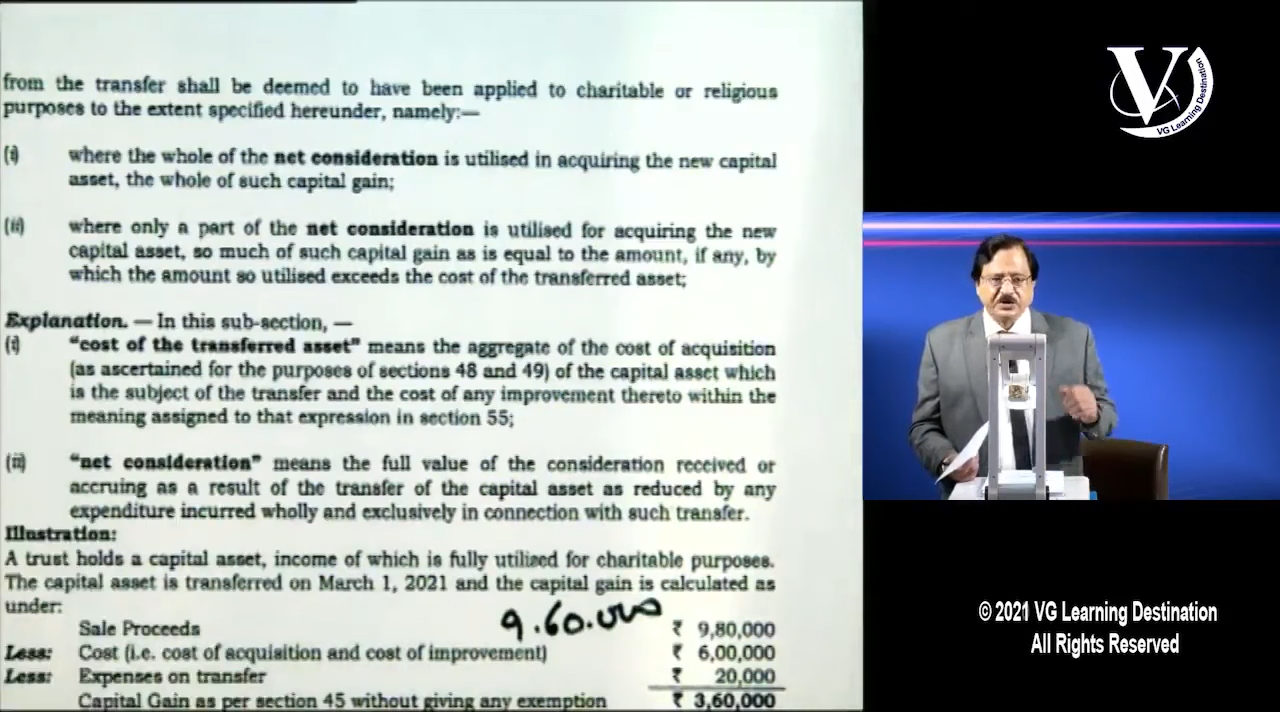 from the transfer shall be deemed to have been applied to charitable or religious
purposes to the extent specified hereunder, namely:—
(i) where the whole of the net consideration is utilised in acquiring the new capital
asset, the whole of such capital gain;
(ii) where only a part of the net consideration is utilised for acquiring the new
capital asset, so much of such capital gain as is equal to the amount, if any, by
which the amount so utilised exceeds the cost of the transferred asset;
Explanation. — In this sub-section, —
(i) "cost of the transferred asset" means the aggregate of the cost of acquisition
(as ascertained for the purposes of sections 48 and 49) of the capital asset which
is the subject of the transfer and the cost of any improvement thereto within the
meaning assigned to that expression in section 55;
(ii) "net consideration" means the full value of the consideration received or
accruing as a result of the transfer of the capital asset as reduced by any
expenditure incurred wholly and exclusively in connection with such transfer.
Illustration:
A trust holds a capital asset, income of which is fully utilized for charitable purposes.
The capital asset is transferred on March 1, 2021 and the capital gain is calculated as
under:
9.60.000
Sale Proceeds ₹ 9,80,000
Less: Cost (i.e. cost of acquisition and cost of improvement) ₹ 6,00,000
Less: Expenses on transfer ₹ 20,000
Capital Gain as per section 45 without giving any exemption ₹ 3,60,000
V
VG Learning Destination
© 2021 VG Learning Destination
All Rights Reserved